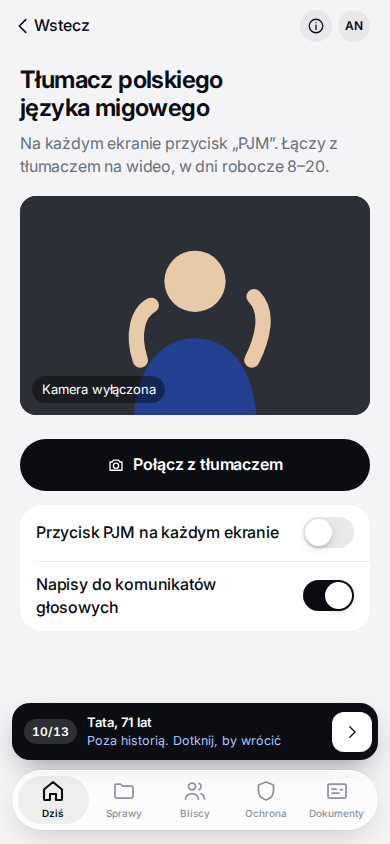 Wstecz
AN
Tłumacz polskiego
języka migowego
Na każdym ekranie przycisk „PJM”. Łączy z
tłumaczem na wideo, w dni robocze 8–20.
Kamera wyłączona
Połącz z tłumaczem
Przycisk PJM na każdym ekranie
Napisy do komunikatów
głosowych
10/13
Tata, 71 lat
Poza historią. Dotknij, by wrócić
Dziś
Sprawy
Bliscy
Ochrona
Dokumenty